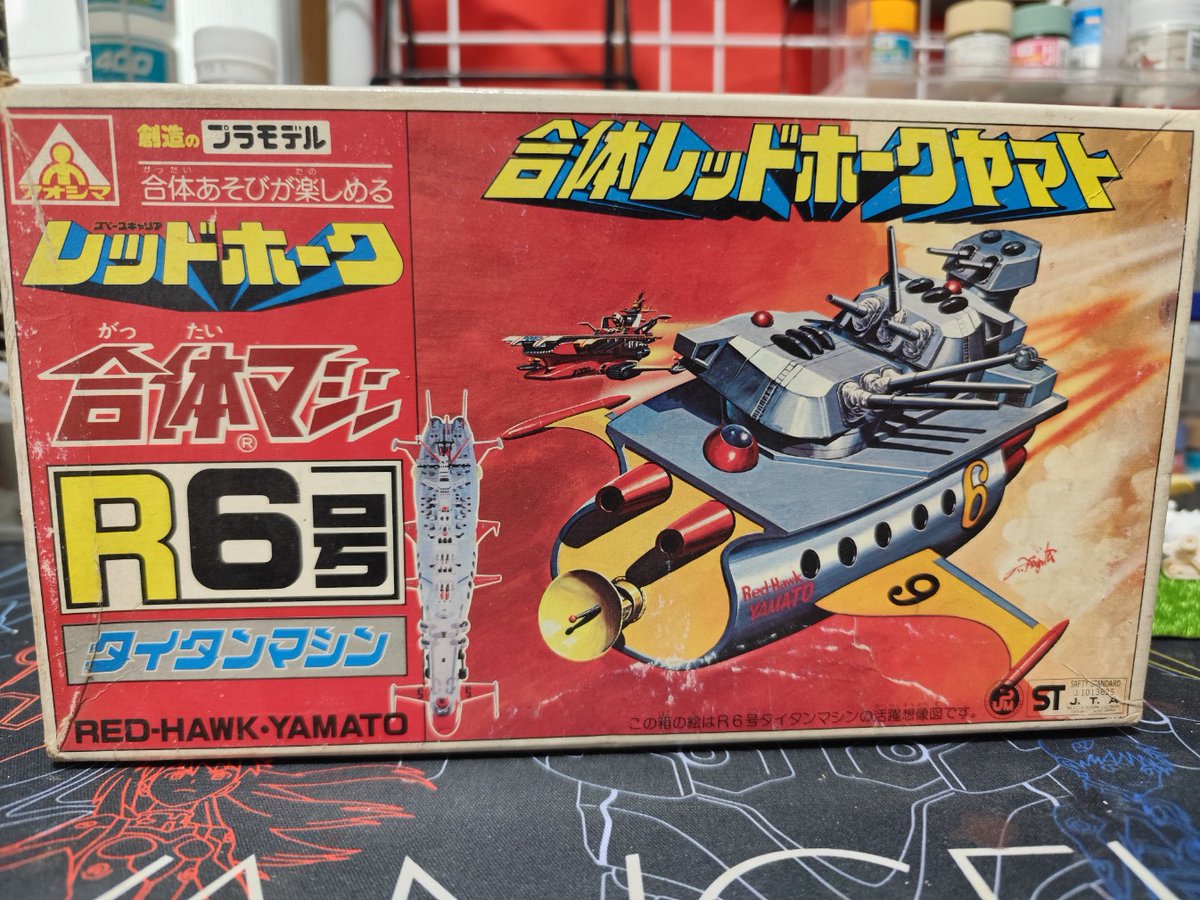 アオシマ
創造の プラモデル
がったい たの
合体あそびが楽しめる
スペースキャリア
レッドホーク
がっ たい
合体マシン
®
R6号
タイタンマシン
RED-HAWK・YAMATO
合体レッドホークヤマト
6
Red-Hawk
YAMATO
6
この箱の絵はR6号タイタンマシンの活躍想像図です。
ST
SAFTY STANDARD
J.1013625
J.T.A
400